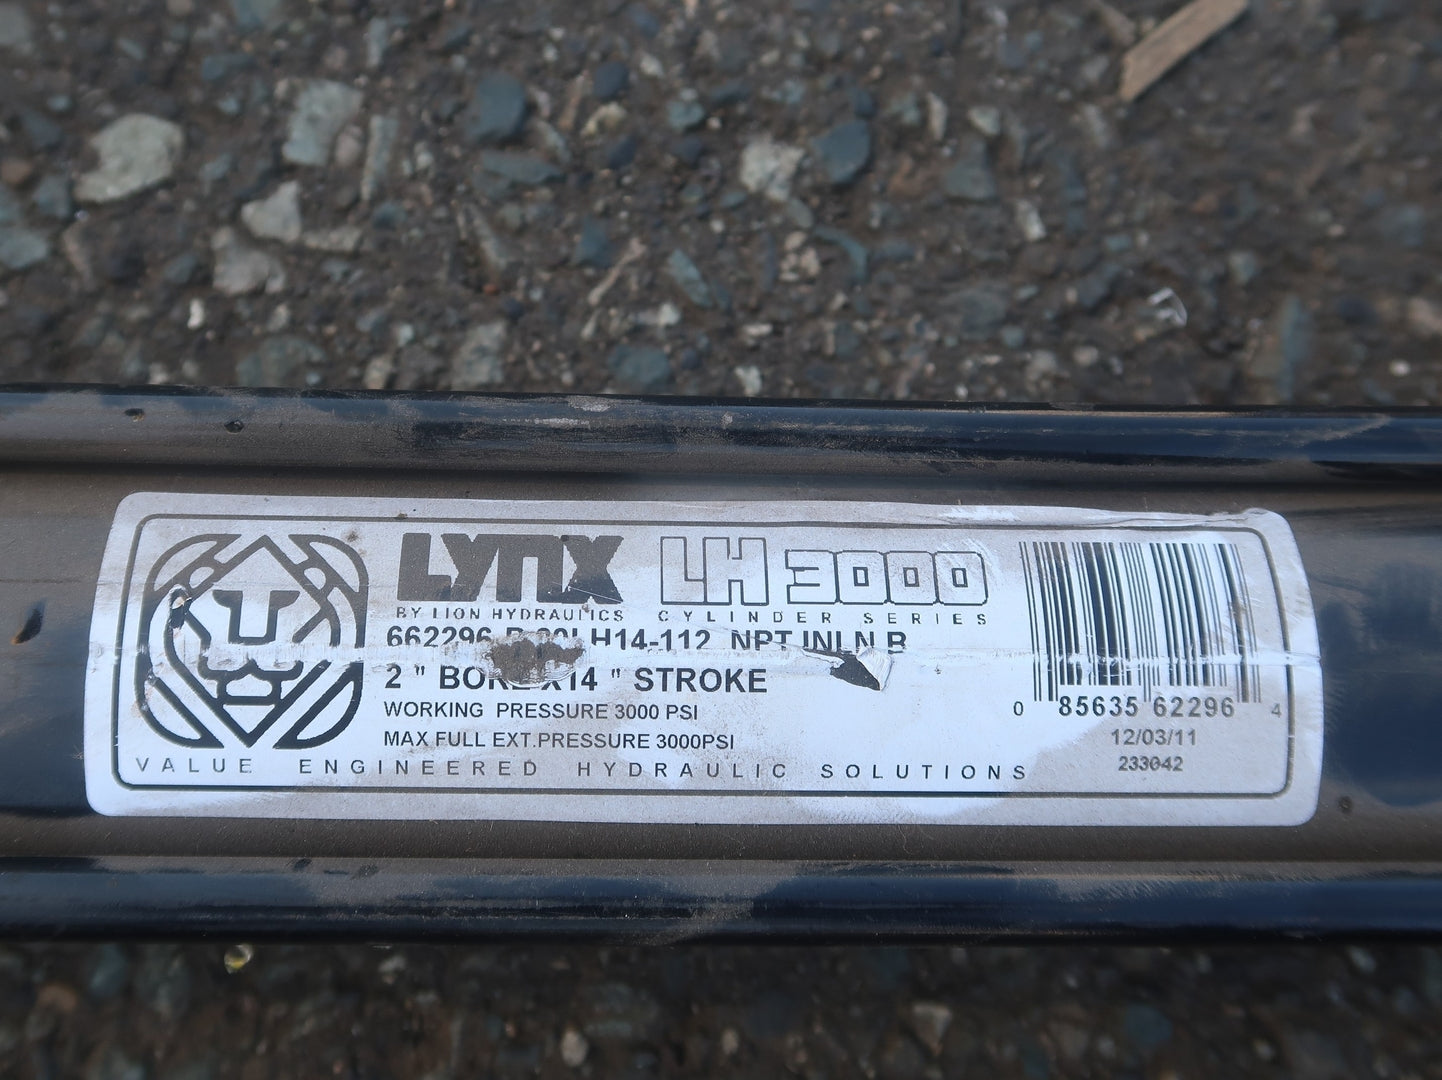 LYNX LH 3000
BY LION HYDRAULICS CYLINDER SERIES
662296 NPT
2 " BORE X14 " STROKE
WORKING PRESSURE 3000 PSI
MAX FULL EXT.PRESSURE 3000PSI
VALUE ENGINEERED HYDRAULIC SOLUTIONS
0 85635 62296 4
12/03/11
233042